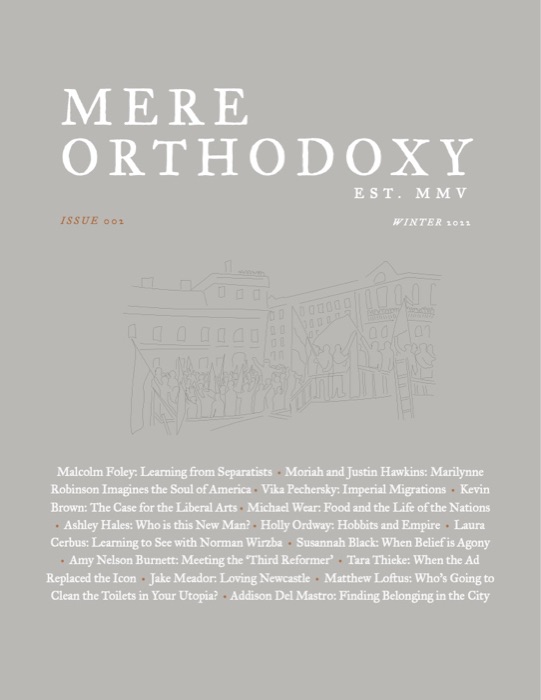 MERE
ORTHODOXY
EST. MMV
ISSUE 002
WINTER 2022
Malcolm Foley: Learning from Separatists • Moriah and Justin Hawkins: Marilynne
Robinson Imagines the Soul of America • Vika Pechersky: Imperial Migrations • Kevin
Brown: The Case for the Liberal Arts • Michael Wear: Food and the Life of the Nations
• Ashley Hales: Who is this New Man? • Holly Ordway: Hobbits and Empire • Laura
Cerbus: Learning to See with Norman Wirzba • Susannah Black: When Belief is Agony
• Amy Nelson Burnett: Meeting the ‘Third Reformer’ • Tara Thieke: When the Ad
Replaced the Icon • Jake Meador: Loving Newcastle • Matthew Loftus: Who’s Going to
Clean the Toilets in Your Utopia? • Addison Del Mastro: Finding Belonging in the City